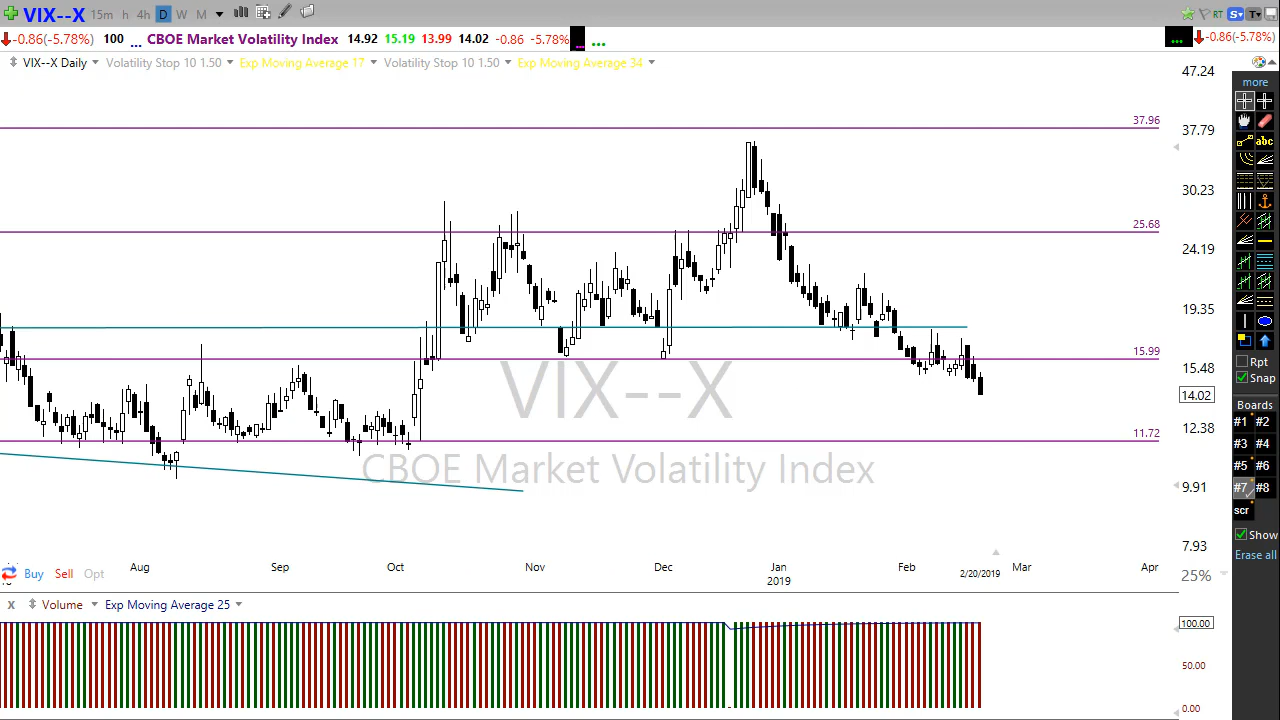 VIX--X 15m h 4h D W M RT S T
-0.86(-5.78%) 100 ... CBOE Market Volatility Index 14.92 15.19 13.99 14.02 -0.86 -5.78% ... ... ... -0.86(-5.78%)
VIX--X Daily Volatility Stop 10 1.50 Exp Moving Average 17 Volatility Stop 10 1.50 Exp Moving Average 34
47.24
more
37.96
37.79
abc
30.23
25.68
24.19
19.35
15.99
Rpt
15.48
Snap
VIX--X
14.02
Boards
#1 #2
12.38
11.72
#3 #4
CBOE Market Volatility Index
#5 #6
9.91
#7 #8
scr
Show
7.93
Erase all
Buy Sell Opt
Aug Sep Oct Nov Dec Jan Feb 2/20/2019 Mar Apr
2019
25%
X Volume Exp Moving Average 25
100.00
50.00
0.00